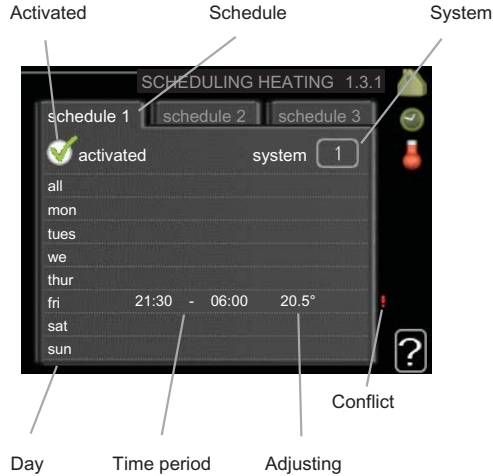 Activated Schedule System
SCHEDULING HEATING 1.3.1
schedule 1 schedule 2 schedule 3
activated system 1
all
mon
tues
we
thur
fri 21:30 - 06:00 20.5° !
sat
sun
?
Conflict
Day Time period Adjusting